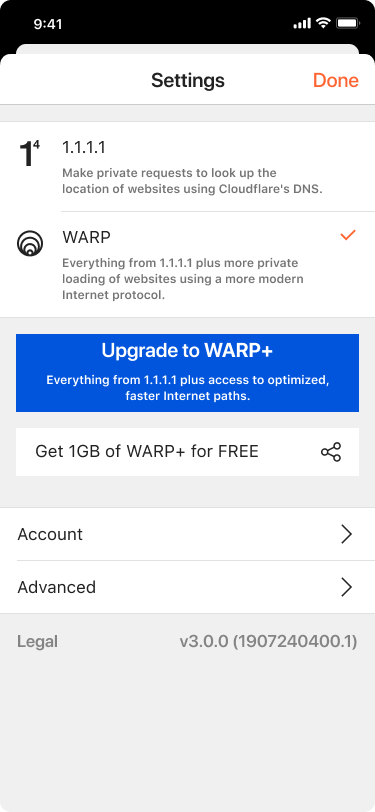 9:41
Settings
Done
1⁴
1.1.1.1
Make private requests to look up the
location of websites using Cloudflare's DNS.
WARP
Everything from 1.1.1.1 plus more private
loading of websites using a more modern
Internet protocol.
Upgrade to WARP+
Everything from 1.1.1.1 plus access to optimized,
faster Internet paths.
Get 1GB of WARP+ for FREE
Account
Advanced
Legal
v3.0.0 (1907240400.1)